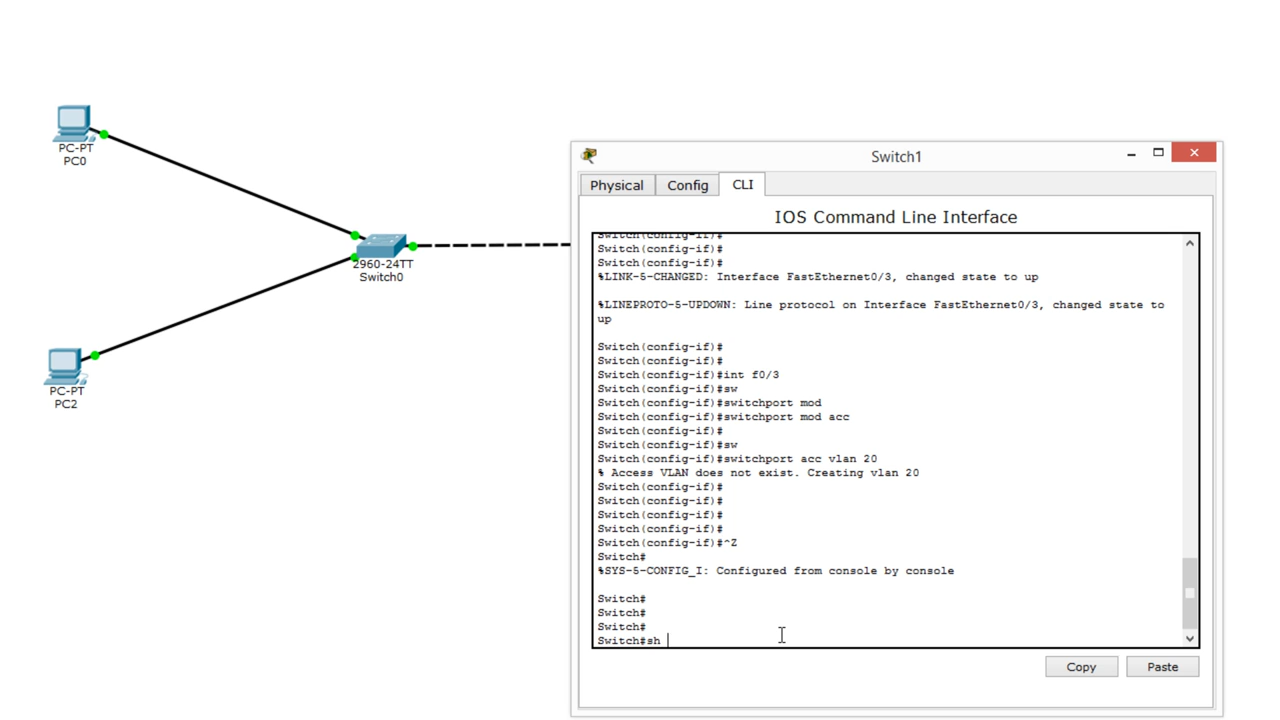 PC-PT
PC0
2960-24TT
Switch0
PC-PT
PC2
Switch1
Physical
Config
CLI
IOS Command Line Interface
Switch(config-if)#
Switch(config-if)#
Switch(config-if)#
%LINK-5-CHANGED: Interface FastEthernet0/3, changed state to up
%LINEPROTO-5-UPDOWN: Line protocol on Interface FastEthernet0/3, changed state to
up
Switch(config-if)#
Switch(config-if)#
Switch(config-if)#int f0/3
Switch(config-if)#sw
Switch(config-if)#switchport mod
Switch(config-if)#switchport mod acc
Switch(config-if)#
Switch(config-if)#sw
Switch(config-if)#switchport acc vlan 20
% Access VLAN does not exist. Creating vlan 20
Switch(config-if)#
Switch(config-if)#
Switch(config-if)#
Switch(config-if)#
Switch(config-if)#^Z
Switch#
%SYS-5-CONFIG_I: Configured from console by console
Switch#
Switch#
Switch#
Switch#sh
Copy
Paste